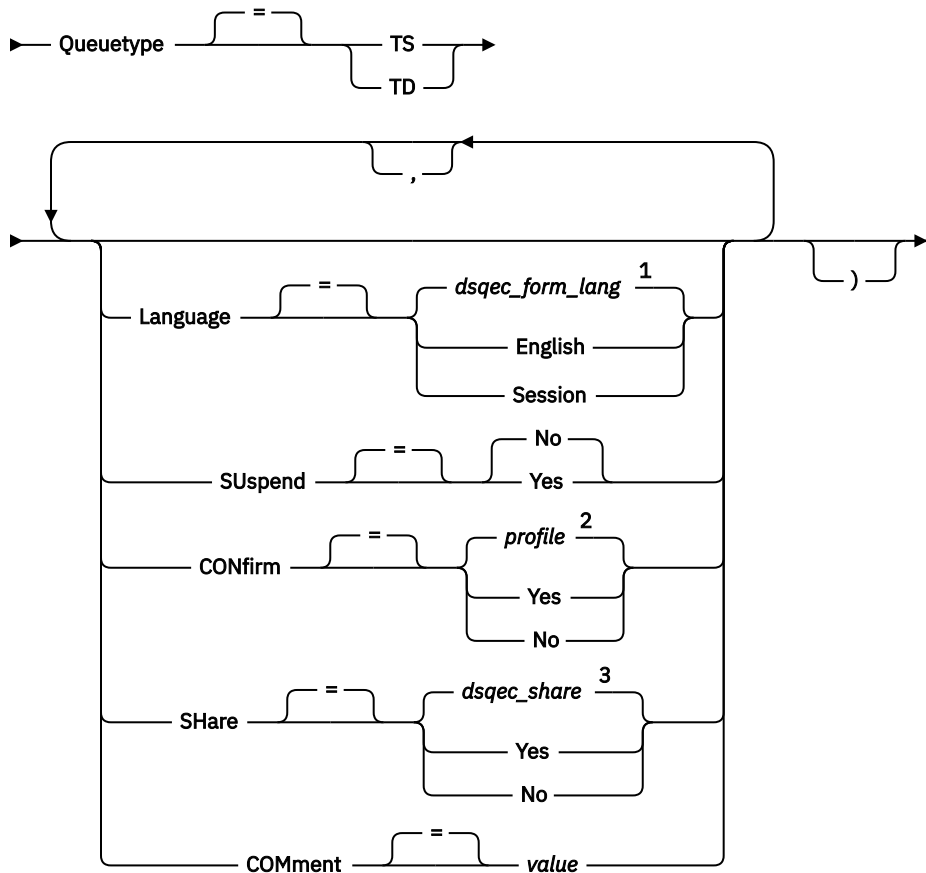 =
Queuetype TS
TD
,
)
= dsqec_form_lang 1
Language
English
Session
= No
SUspend Yes
= profile 2
CONfirm
Yes
No
= dsqec_share 3
SHare
Yes
No
=
COMment value